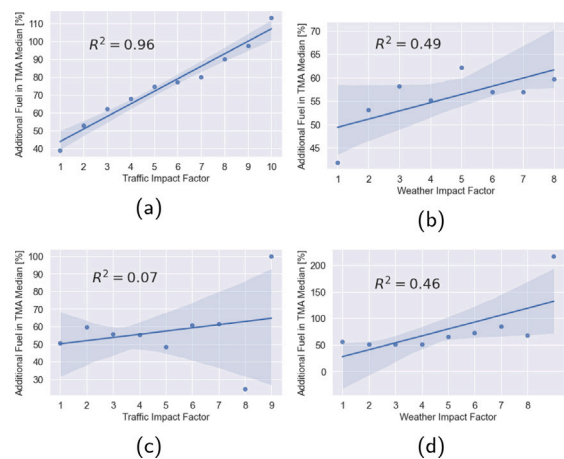 Additional Fuel in TMA Median [%]
110
100
90
80
70
60
50
40
R² = 0.96
1 2 3 4 5 6 7 8 9 10
Traffic Impact Factor
(a)
Additional Fuel in TMA Median [%]
70
65
60
55
50
45
R² = 0.49
1 2 3 4 5 6 7 8
Weather Impact Factor
(b)
Additional Fuel in TMA Median [%]
100
90
80
70
60
50
40
30
R² = 0.07
1 2 3 4 5 6 7 8 9
Traffic Impact Factor
(c)
Additional Fuel in TMA Median [%]
200
150
100
50
0
R² = 0.46
1 2 3 4 5 6 7 8
Weather Impact Factor
(d)